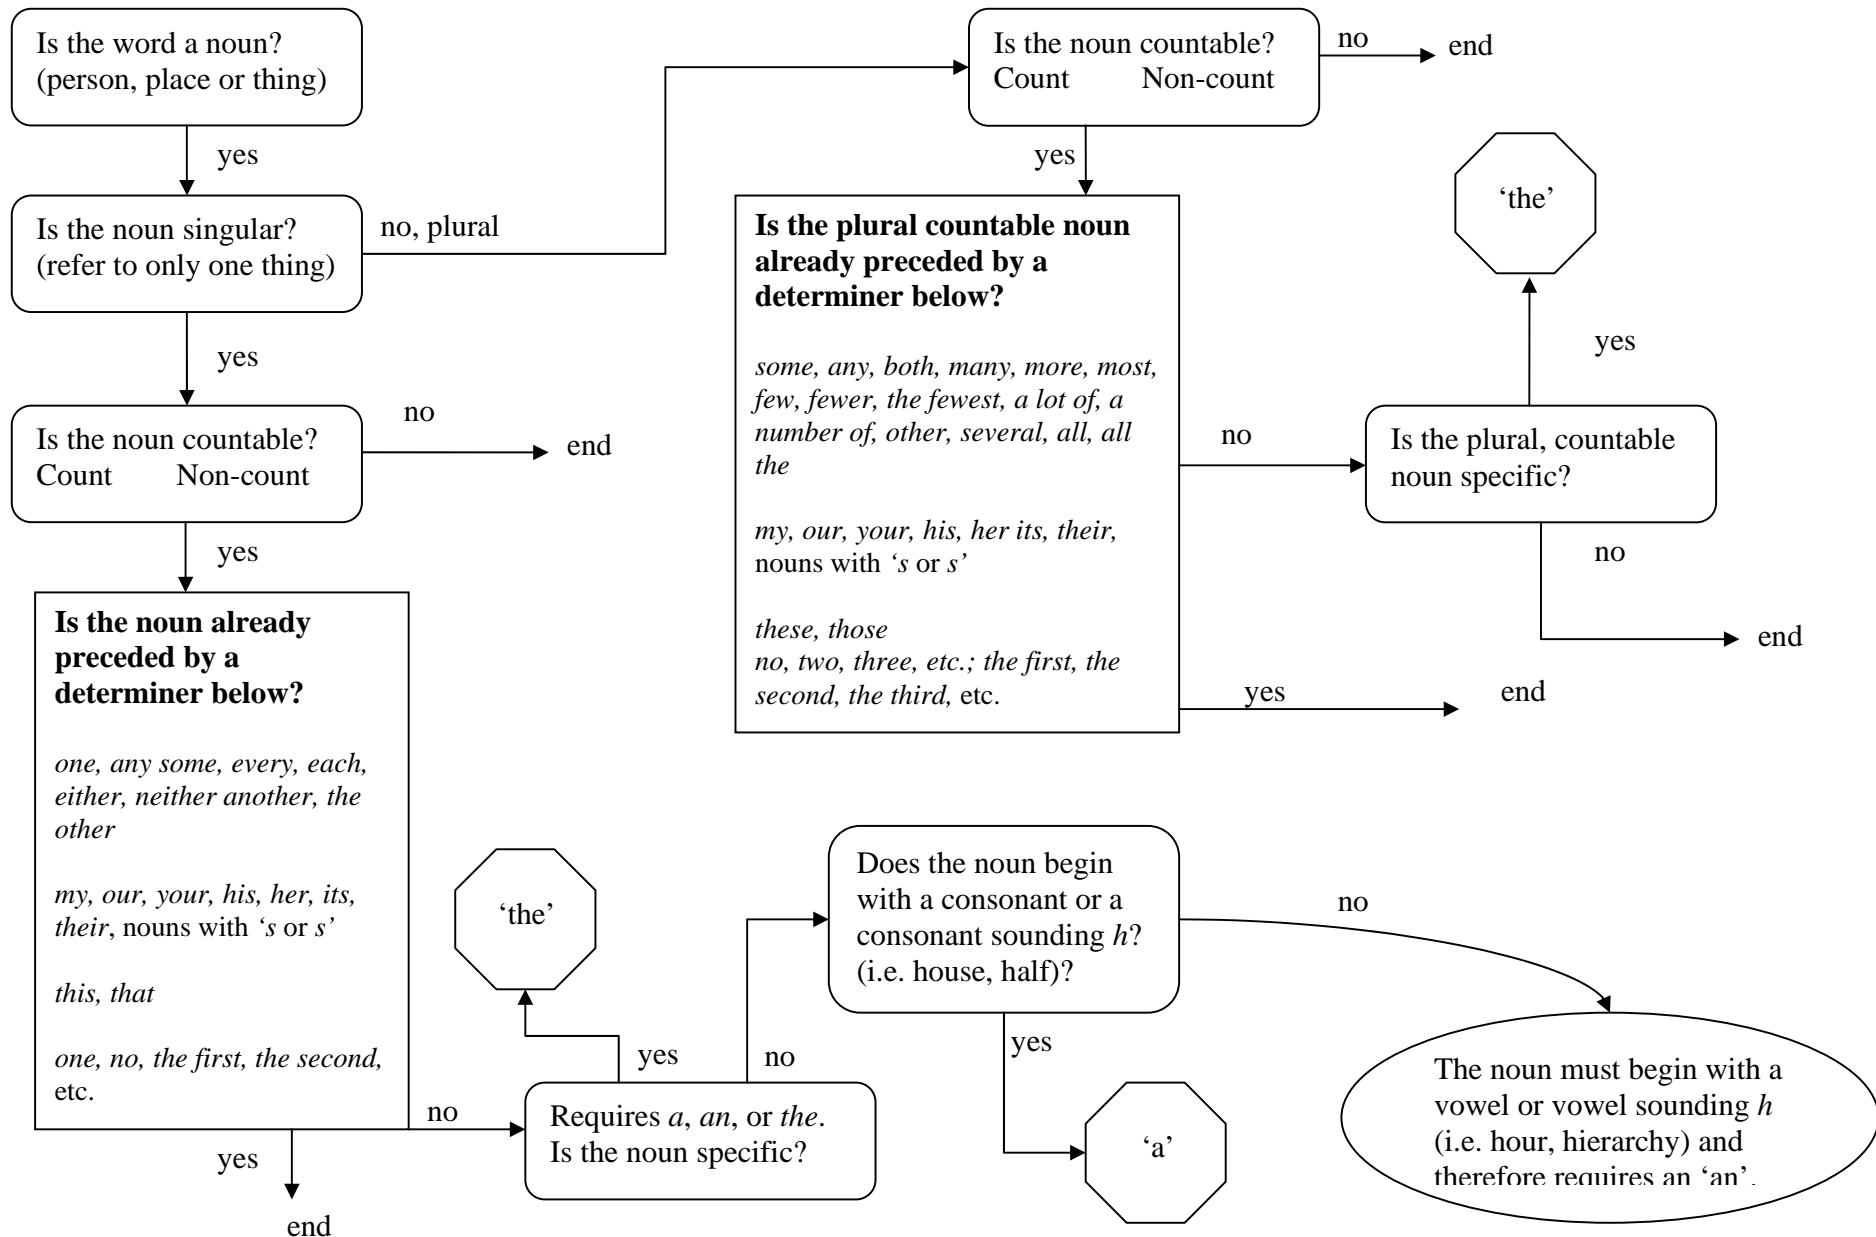 Is the word a noun?
(person, place or thing)
yes
Is the noun singular?
(refer to only one thing)
no, plural
yes
Is the noun countable?
Count Non-count
no
end
yes
Is the noun already
preceded by a
determiner below?
one, any some, every, each,
either, neither another, the
other
my, our, your, his, her, its,
their, nouns with ‘s or s’
this, that
one, no, the first, the second,
etc.
yes
end
no
Requires a, an, or the.
Is the noun specific?
yes
‘the’
no
Does the noun begin
with a consonant or a
consonant sounding h?
(i.e. house, half)?
yes
‘a’
no
The noun must begin with a
vowel or vowel sounding h
(i.e. hour, hierarchy) and
therefore requires an ‘an’.
Is the noun countable?
Count Non-count
no
end
yes
Is the plural countable noun
already preceded by a
determiner below?
some, any, both, many, more, most,
few, fewer, the fewest, a lot of, a
number of, other, several, all, all
the
my, our, your, his, her its, their,
nouns with ‘s or s’
these, those
no, two, three, etc.; the first, the
second, the third, etc.
yes
end
no
Is the plural, countable
noun specific?
yes
‘the’
no
end